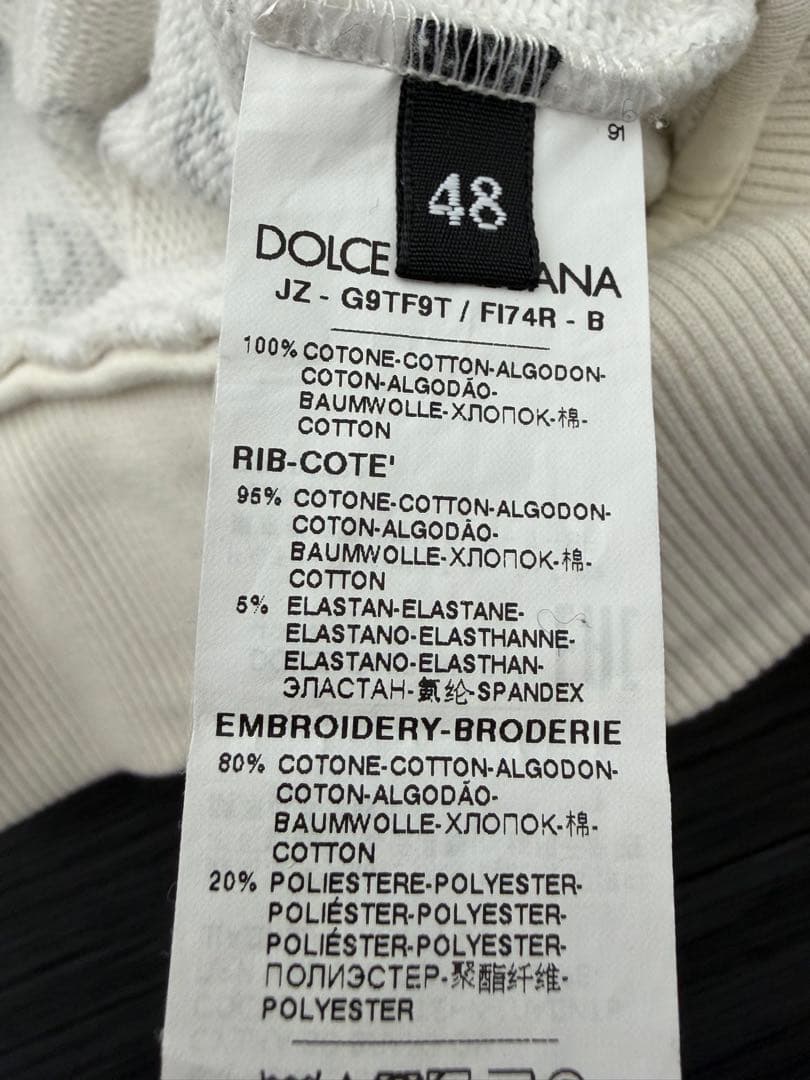 91
48
DOLCE ANA
JZ - G9TF9T / FI74R - B
100% COTONE-COTTON-ALGODON-
COTON-ALGODÃO-
BAUMWOLLE-ХЛОПОК-棉-
COTTON
RIB-COTE'
95% COTONE-COTTON-ALGODON-
COTON-ALGODÃO-
BAUMWOLLE-ХЛОПОК-棉-
COTTON
5% ELASTAN-ELASTANE-
ELASTANO-ELASTHANNE-
ELASTANO-ELASTHAN-
ЭЛАСТАН-氨纶-SPANDEX
EMBROIDERY-BRODERIE
80% COTONE-COTTON-ALGODON-
COTON-ALGODÃO-
BAUMWOLLE-ХЛОПОК-棉-
COTTON
20% POLIESTERE-POLYESTER-
POLIÉSTER-POLYESTER-
POLIÉSTER-POLYESTER-
ПОЛИЭСТЕР-聚酯纤维-
POLYESTER